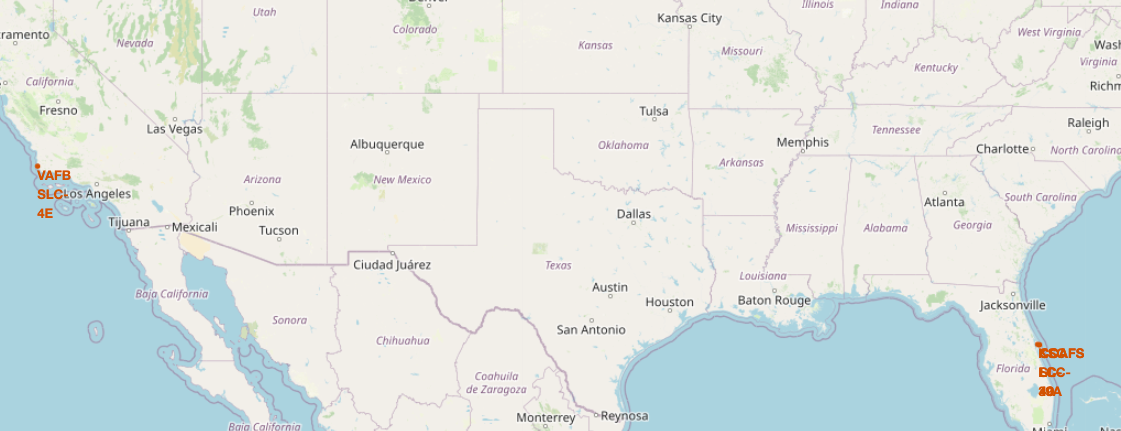 Utah
Denver
Colorado
Kansas
Kansas City
Missouri
Illinois
Indiana
West Virginia
Virginia
Kentucky
Nevada
California
Fresno
Las Vegas
Albuquerque
Tulsa
Memphis
Tennessee
Raleigh
Charlotte
North Carolina
Oklahoma
Arkansas
VAFB
SLC-
4E
Los Angeles
Arizona
New Mexico
Phoenix
Tucson
Tijuana
Mexicali
Dallas
Atlanta
South Carolina
Mississippi
Alabama
Georgia
Ciudad Juárez
Texas
Louisiana
Baja California
Austin
Houston
Baton Rouge
Jacksonville
Sonora
San Antonio
Chihuahua
Florida
Coahuila
de Zaragoza
Monterrey
Reynosa
Baja California
Miami